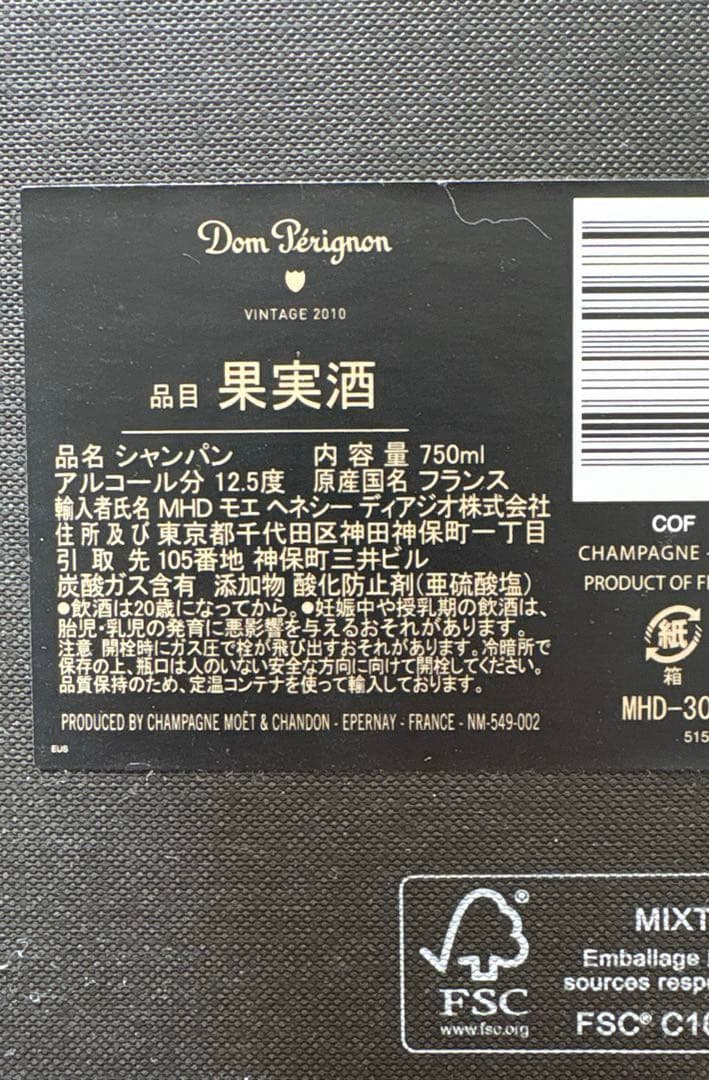 Dom Pérignon
VINTAGE 2010
品目 果実酒
品名 シャンパン 内容量 750ml
アルコール分 12.5度 原産国名 フランス
輸入者氏名 MHD モエ ヘネシー ディアジオ株式会社
住所及び 東京都千代田区神田神保町一丁目
引取先 105番地 神保町三井ビル
炭酸ガス含有 添加物 酸化防止剤(亜硫酸塩)
●飲酒は20歳になってから。●妊娠中や授乳期の飲酒は、
胎児・乳児の発育に悪影響を与えるおそれがあります。
注意 開栓時にガス圧で栓が飛び出すおそれがあります。冷暗所で
保存の上、瓶口は人のいない安全な方向に向けて開栓してください。
品質保持のため、定温コンテナを使って輸入しております。
PRODUCED BY CHAMPAGNE MOËT & CHANDON - EPERNAY - FRANCE - NM-549-002
EUS
COF
CHAMPAGNE -
PRODUCT OF
紙
箱
MHD-30
515
FSC®
www.fsc.org
MIXT
Emballage
sources
FSC® C1